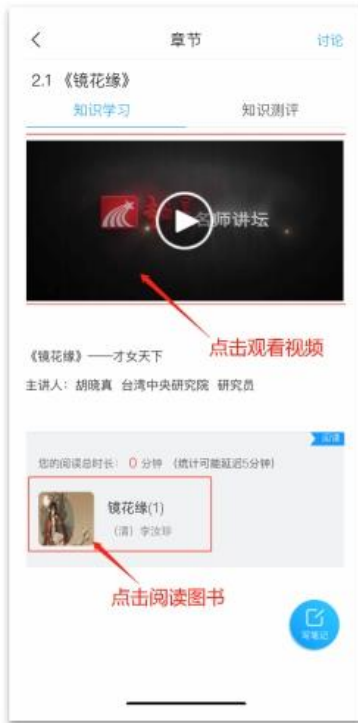 章节
讨论
2.1 《镜花缘》
知识学习
知识测评
名师讲坛
点击观看视频
《镜花缘》——才女天下
主讲人：胡晓真 台湾中央研究院 研究员
阅读
您的阅读总时长： 0 分钟 （统计可能延迟5分钟）
镜花缘(1)
（清）李汝珍
点击阅读图书
写笔记